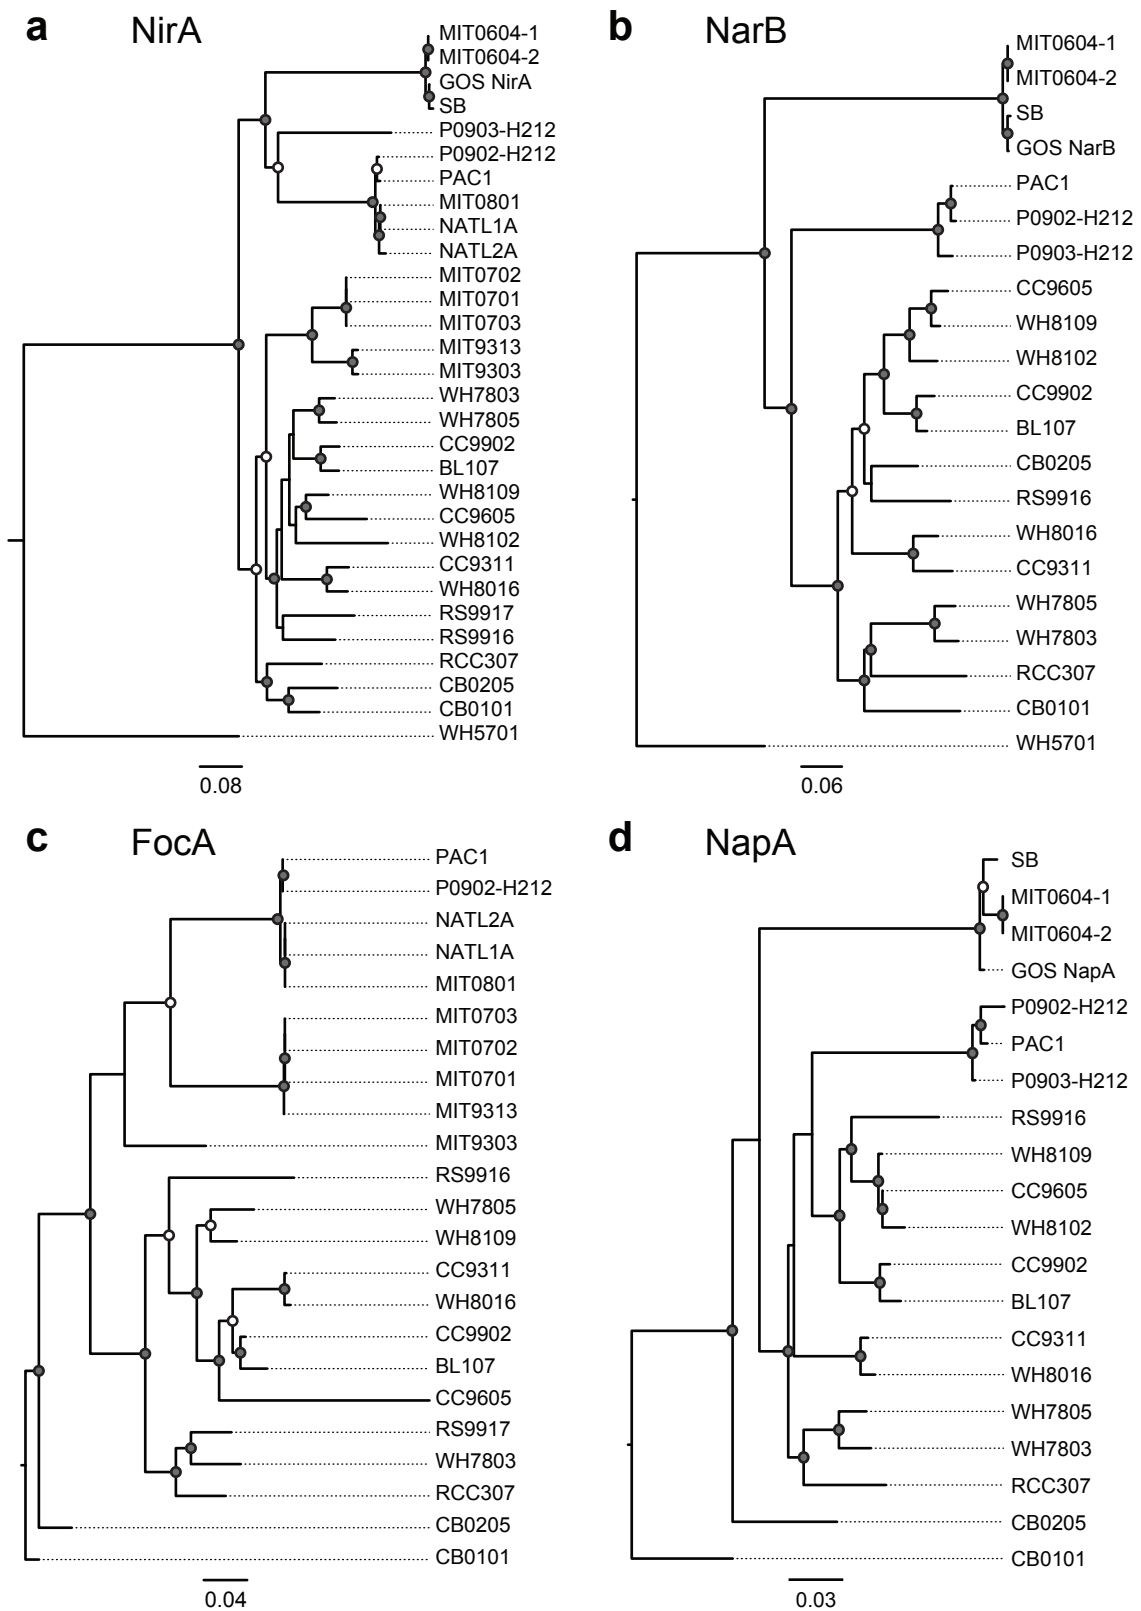 a NirA
MIT0604-1
MIT0604-2
GOS NirA
SB
P0903-H212
P0902-H212
PAC1
MIT0801
NATL1A
NATL2A
MIT0702
MIT0701
MIT0703
MIT9313
MIT9303
WH7803
WH7805
CC9902
BL107
WH8109
CC9605
WH8102
CC9311
WH8016
RS9917
RS9916
RCC307
CB0205
CB0101
WH5701
0.08
b NarB
MIT0604-1
MIT0604-2
SB
GOS NarB
PAC1
P0902-H212
P0903-H212
CC9605
WH8109
WH8102
CC9902
BL107
CB0205
RS9916
WH8016
CC9311
WH7805
WH7803
RCC307
CB0101
WH5701
0.06
c FocA
PAC1
P0902-H212
NATL2A
NATL1A
MIT0801
MIT0703
MIT0702
MIT0701
MIT9313
MIT9303
RS9916
WH7805
WH8109
CC9311
WH8016
CC9902
BL107
CC9605
RS9917
WH7803
RCC307
CB0205
CB0101
0.04
d NapA
SB
MIT0604-1
MIT0604-2
GOS NapA
P0902-H212
PAC1
P0903-H212
RS9916
WH8109
CC9605
WH8102
CC9902
BL107
CC9311
WH8016
WH7805
WH7803
RCC307
CB0205
CB0101
0.03